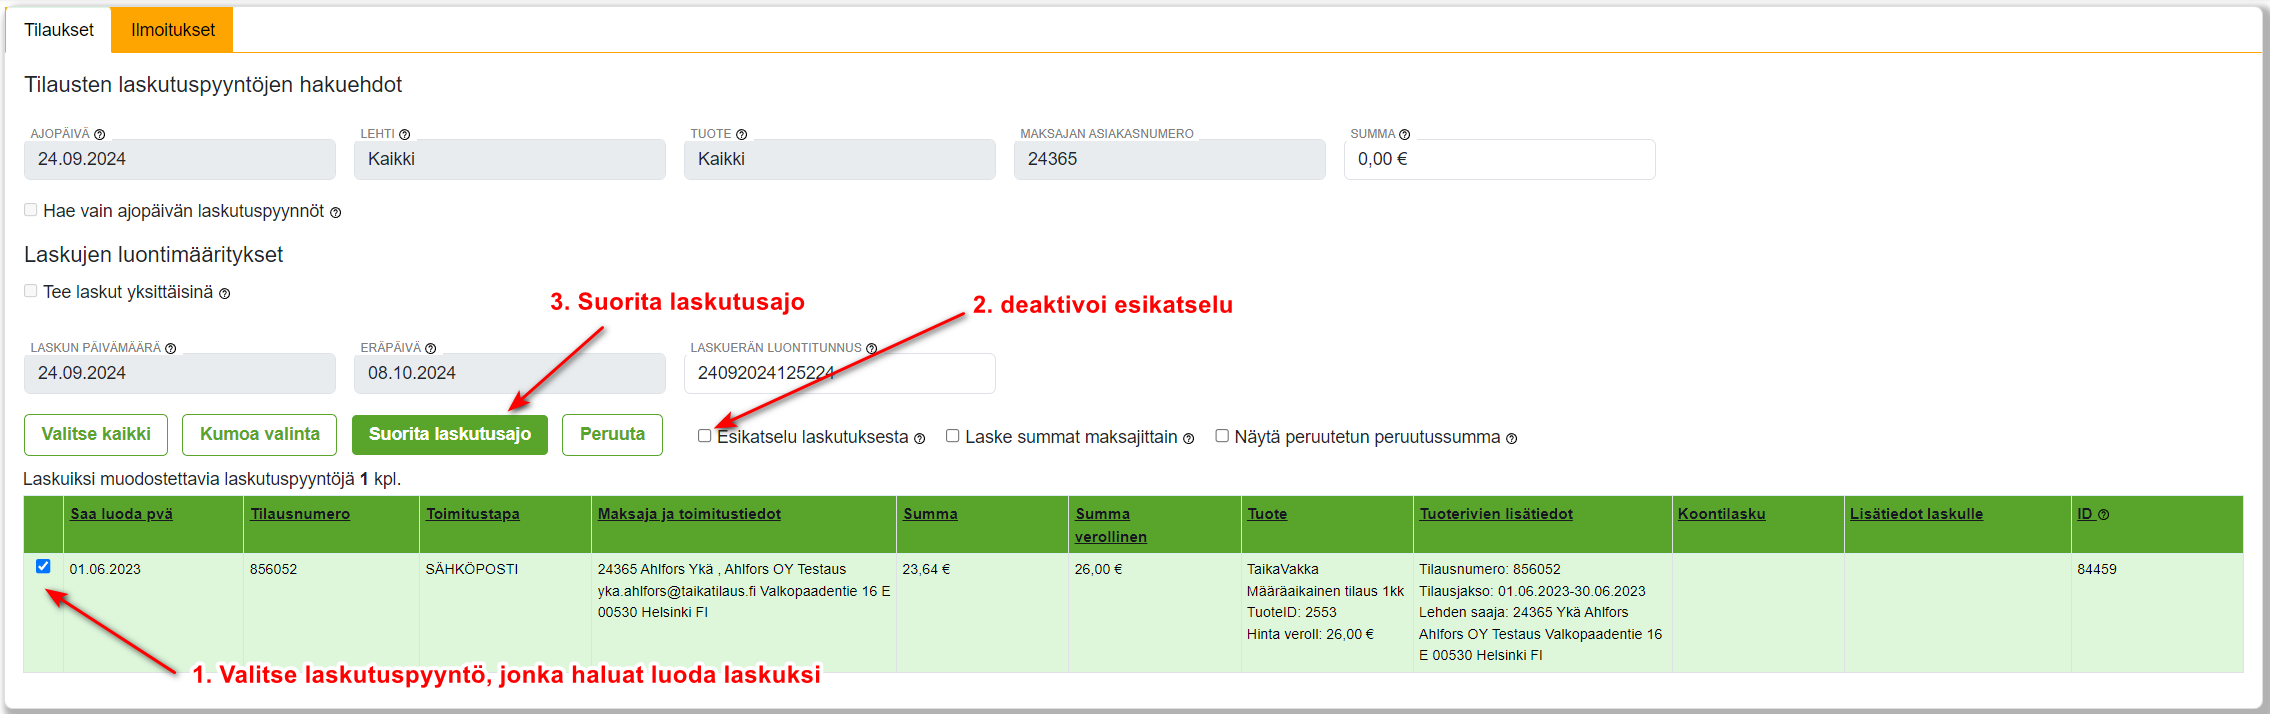 Tilaukset Ilmoitukset
Tilausten laskutuspyyntöjen hakuehdot
AJOPÄIVÄ LEHTI TUOTE MAKSAJAN ASIAKASNUMERO SUMMA
24.09.2024 Kaikki Kaikki 24365 0,00 €
Hae vain ajopäivän laskutuspyynnöt
Laskujen luontimääritykset
Tee laskut yksittäisinä
3. Suorita laskutusajo 2. deaktivoi esikatselu
LASKUN PÄIVÄMÄÄRÄ ERÄPÄIVÄ LASKUERÄN LUONTITUNNUS
24.09.2024 08.10.2024 24092024125224
Valitse kaikki Kumoa valinta Suorita laskutusajo Peruuta Esikatselu laskutuksesta Laske summat maksajittain Näytä peruutetun peruutussumma
Laskuiksi muodostettavia laskutuspyyntöjä 1 kpl.
Saa luoda pvä Tilausnumero Toimitustapa Maksaja ja toimitustiedot Summa Summa Tuote Tuoterivien lisätiedot Koontilasku Lisätiedot laskulle ID
verollinen
01.06.2023 856052 SÄHKÖPOSTI 24365 Ahlfors Ykä , Ahlfors OY Testaus 23,64 € 26,00 € TaikaVakka Tilausnumero: 856052 84459
yka.ahlfors@taikatilaus.fi Valkopaadentie 16 E Määräaikainen tilaus 1kk Tilausjakso: 01.06.2023-30.06.2023
00530 Helsinki FI TuoteID: 2553 Lehden saaja: 24365 Ykä Ahlfors
Hinta veroll: 26,00 € Ahlfors OY Testaus Valkopaadentie 16
E 00530 Helsinki FI
1. Valitse laskutuspyyntö, jonka haluat luoda laskuksi